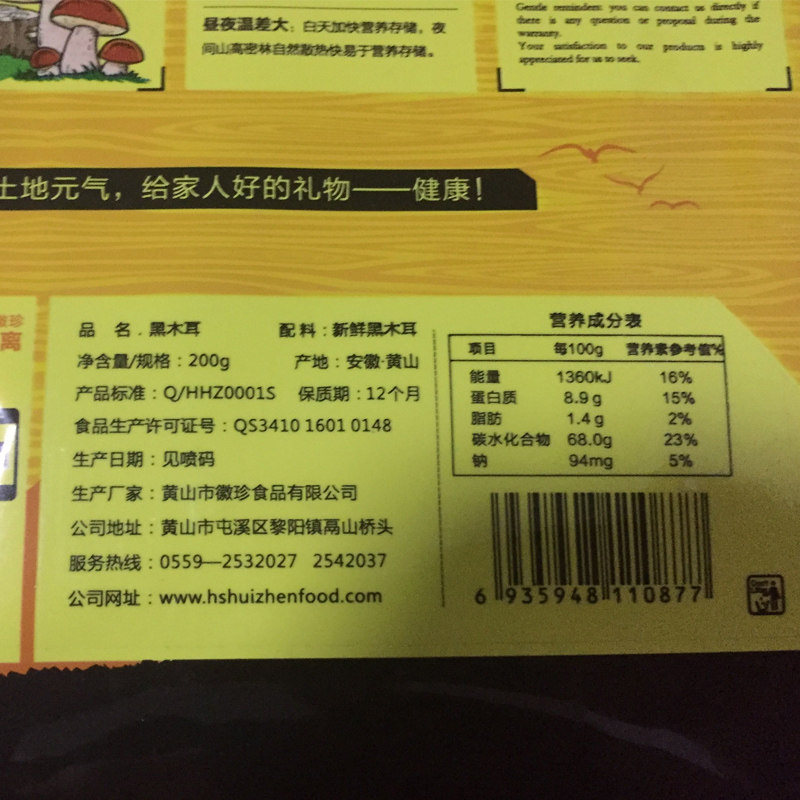 昼夜温差大：白天加快营养存储，夜
间山高密林自然散热快易于营养存储。
Gentle reminders: you can contact us directly if
there is any question or proposal during the
warranty.
Your satisfaction to our products is highly
appreciated for us to seek.
土地元气，给家人好的礼物——健康！
徽珍
离
品 名：黑木耳 配料：新鲜黑木耳
净含量/规格：200g 产地：安徽·黄山
产品标准：Q/HHZ0001S 保质期：12个月
食品生产许可证号：QS3410 1601 0148
生产日期：见喷码
生产厂家：黄山市徽珍食品有限公司
公司地址：黄山市屯溪区黎阳镇鬲山桥头
服务热线：0559—2532027 2542037
公司网址：www.hshuizhenfood.com
营养成分表
项目 每100g 营养素参考值%
能量 1360kJ 16%
蛋白质 8.9g 15%
脂肪 1.4g 2%
碳水化合物 68.0g 23%
钠 94mg 5%
6 935948 110877